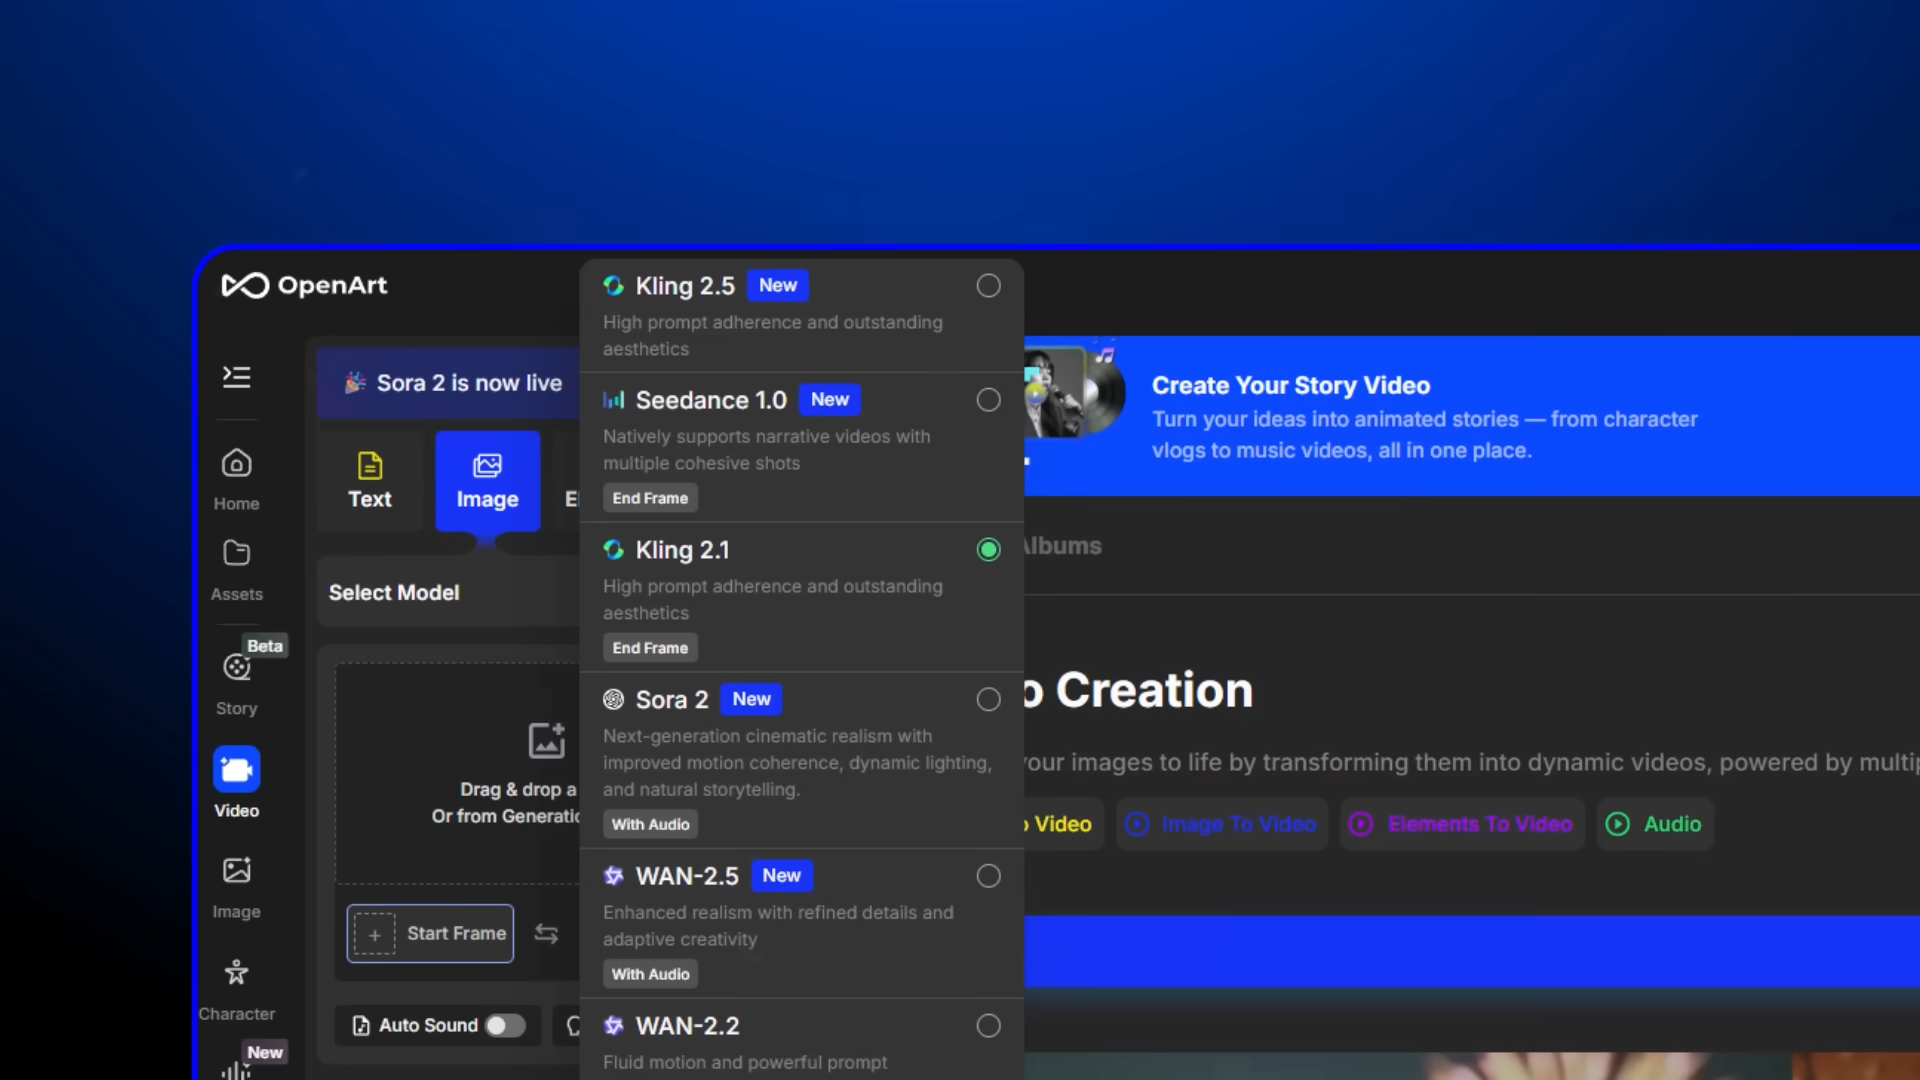 OpenArt
Home
Assets
Beta
Story
Video
Image
Character
New
Sora 2 is now live
Text
Image
Select Model
Drag & drop a
Or from
Start Frame
Auto Sound
Kling 2.5 New
High prompt adherence and outstanding
aesthetics
Seedance 1.0 New
Natively supports narrative videos with
multiple cohesive shots
End Frame
Kling 2.1
High prompt adherence and outstanding
aesthetics
End Frame
Sora 2 New
Next-generation cinematic realism with
improved motion coherence, dynamic lighting,
and natural storytelling.
With Audio
WAN-2.5 New
Enhanced realism with refined details and
adaptive creativity
With Audio
WAN-2.2
Fluid motion and powerful prompt
Create Your Story Video
Turn your ideas into animated stories — from character
vlogs to music videos, all in one place.
Albums
Creation
your images to life by transforming them into dynamic videos, powered by
Video
Image To Video
Elements To Video
Audio